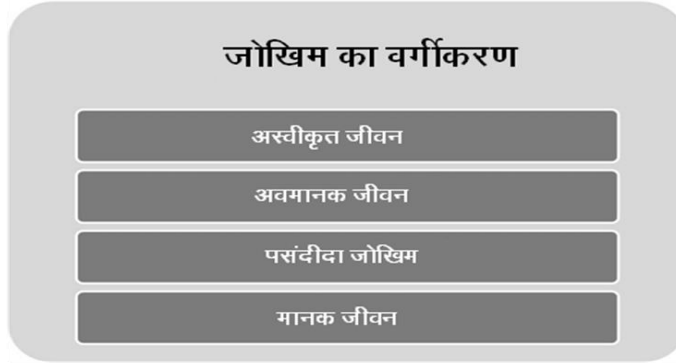 जोखिम का वर्गीकरण
अस्वीकृत जीवन
अवमानक जीवन
पसंदीदा जोखिम
मानक जीवन